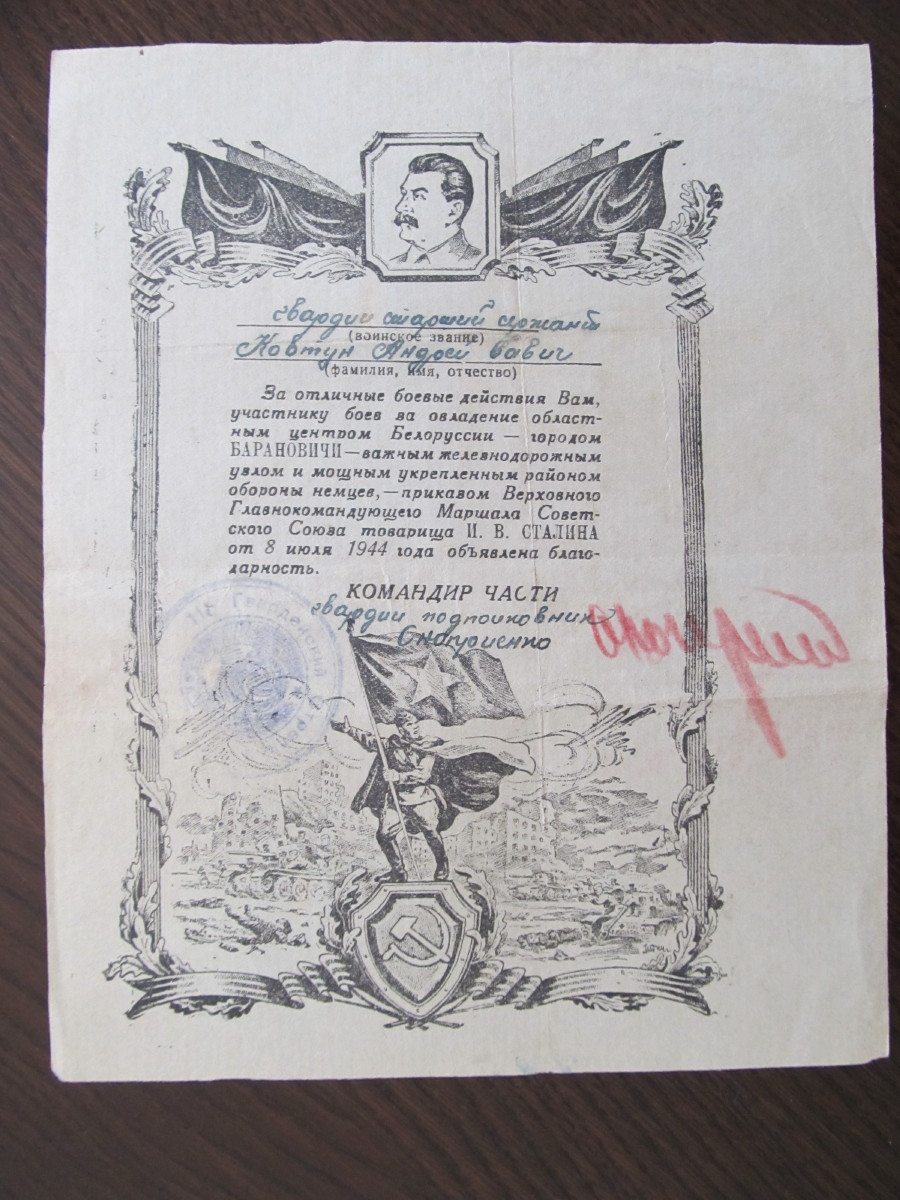 гвардии старший сержант
(воинское звание)
Ковтун Андрей Савич
(фамилия, имя, отчество)
За отличные боевые действия Вам,
участнику боев за овладение област-
ным центром Белоруссии — городом
БАРАНОВИЧИ — важным железнодорожным
узлом и мощным укрепленным районом
обороны немцев, — приказом Верховного
Главнокомандующего Маршала Совет-
ского Союза товарища И. В. СТАЛИНА
от 8 июля 1944 года объявлена благо-
дарность.
КОМАНДИР ЧАСТИ
гвардии подполковник